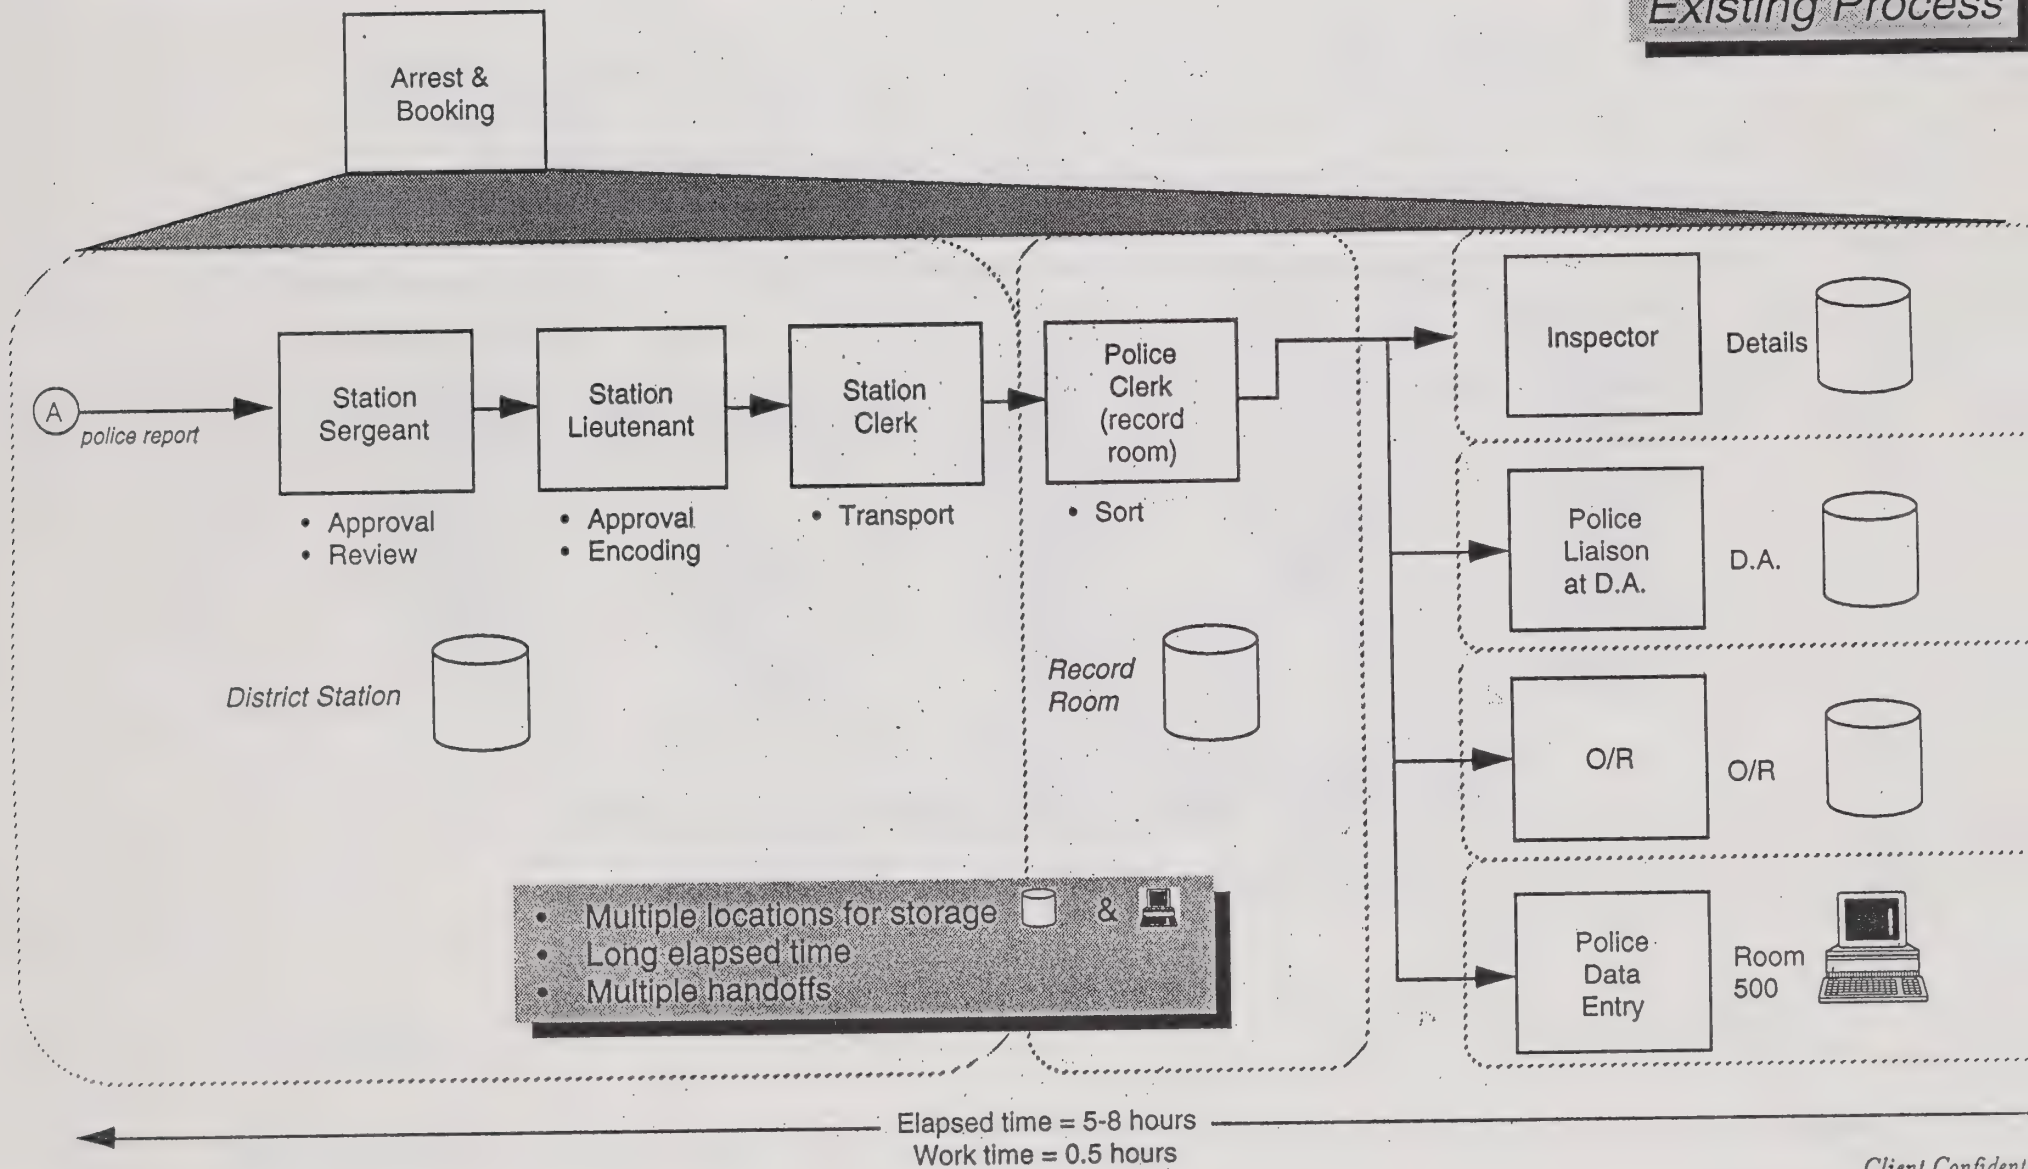 Existing Process
Arrest &
Booking
A
police report
Station
Sergeant
• Approval
• Review
Station
Lieutenant
• Approval
• Encoding
Station
Clerk
• Transport
Police
Clerk
(record
room)
• Sort
District Station
Record
Room
Inspector
Details
Police
Liaison
at D.A.
D.A.
O/R
O/R
Police
Data
Entry
Room
500
• Multiple locations for storage &
• Long elapsed time
• Multiple handoffs
Elapsed time = 5-8 hours
Work time = 0.5 hours
Client Confident